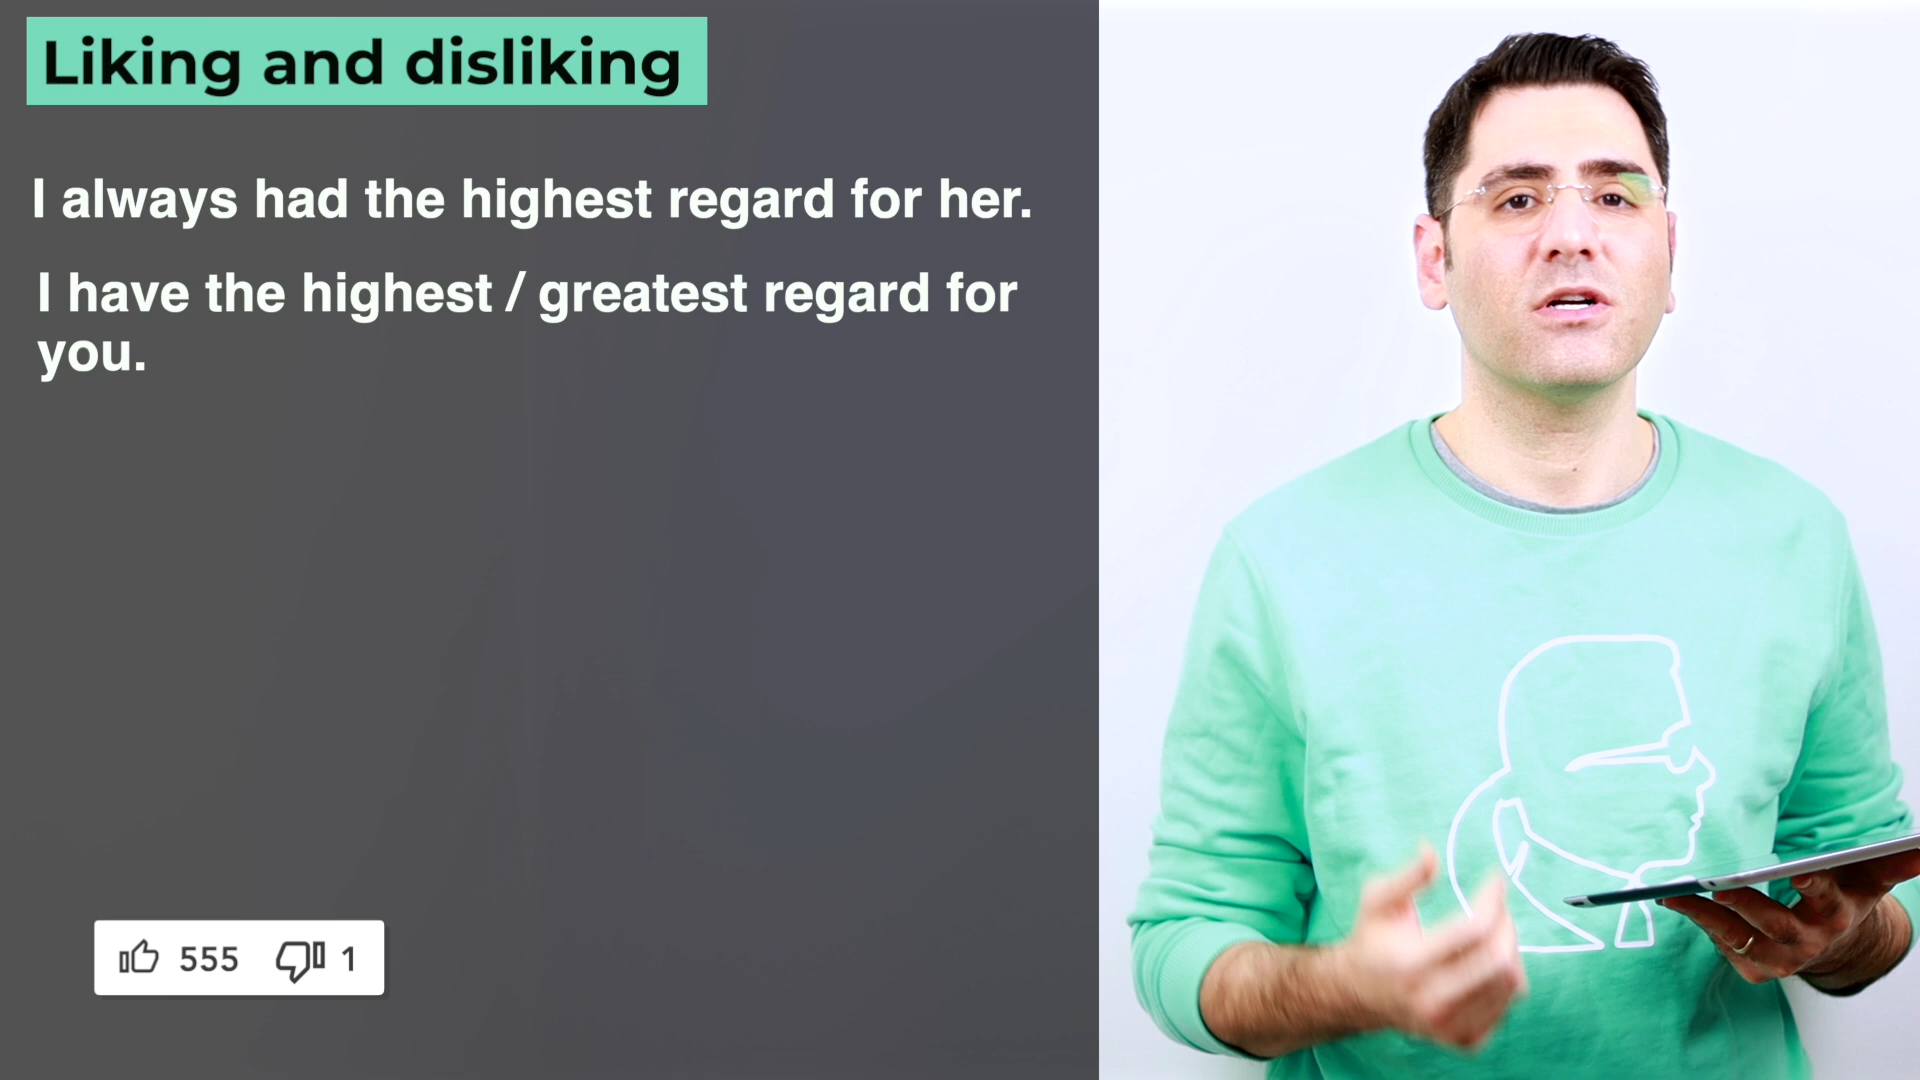 Liking and disliking
I always had the highest regard for her.
I have the highest / greatest regard for
you.
555 1